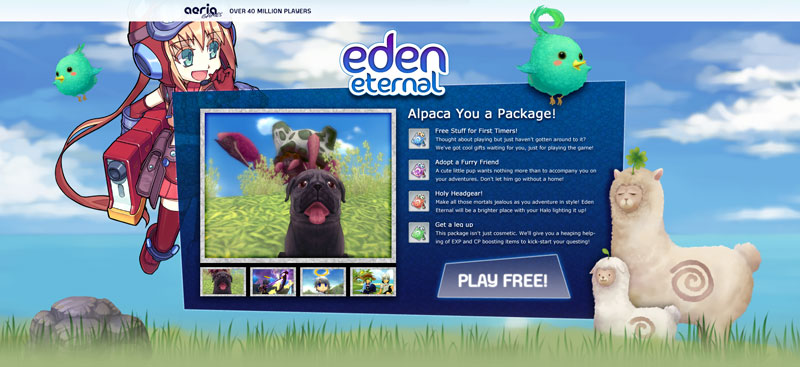 aeria GAMES OVER 40 MILLION PLAYERS
eden
eternal
Alpaca You a Package!
Free Stuff for First Timers!
Thought about playing but just haven't gotten around to it?
We've got cool gifts waiting for you, just for playing the game!
Adopt a Furry Friend
A cute little pup wants nothing more than to accompany you on
your adventures. Don't let him go without a home!
Holy Headgear!
Make all those mortals jealous as you adventure in style! Eden
Eternal will be a brighter place with your Halo lighting it up!
Get a leg up
This package isn't just cosmetic. We'll give you a heaping help-
ing of EXP and CP boosting items to kick-start your questing!
PLAY FREE!